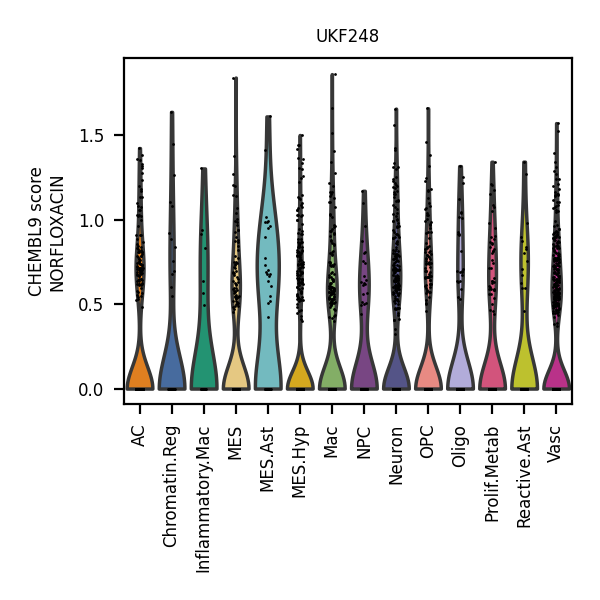 UKF248
CHEMBL9 score
NORFLOXACIN
1.5
1.0
0.5
0.0
AC
Chromatin.Reg
Inflammatory.Mac
MES
MES.Ast
MES.Hyp
Mac
NPC
Neuron
OPC
Oligo
Prolif.Metab
Reactive.Ast
Vasc